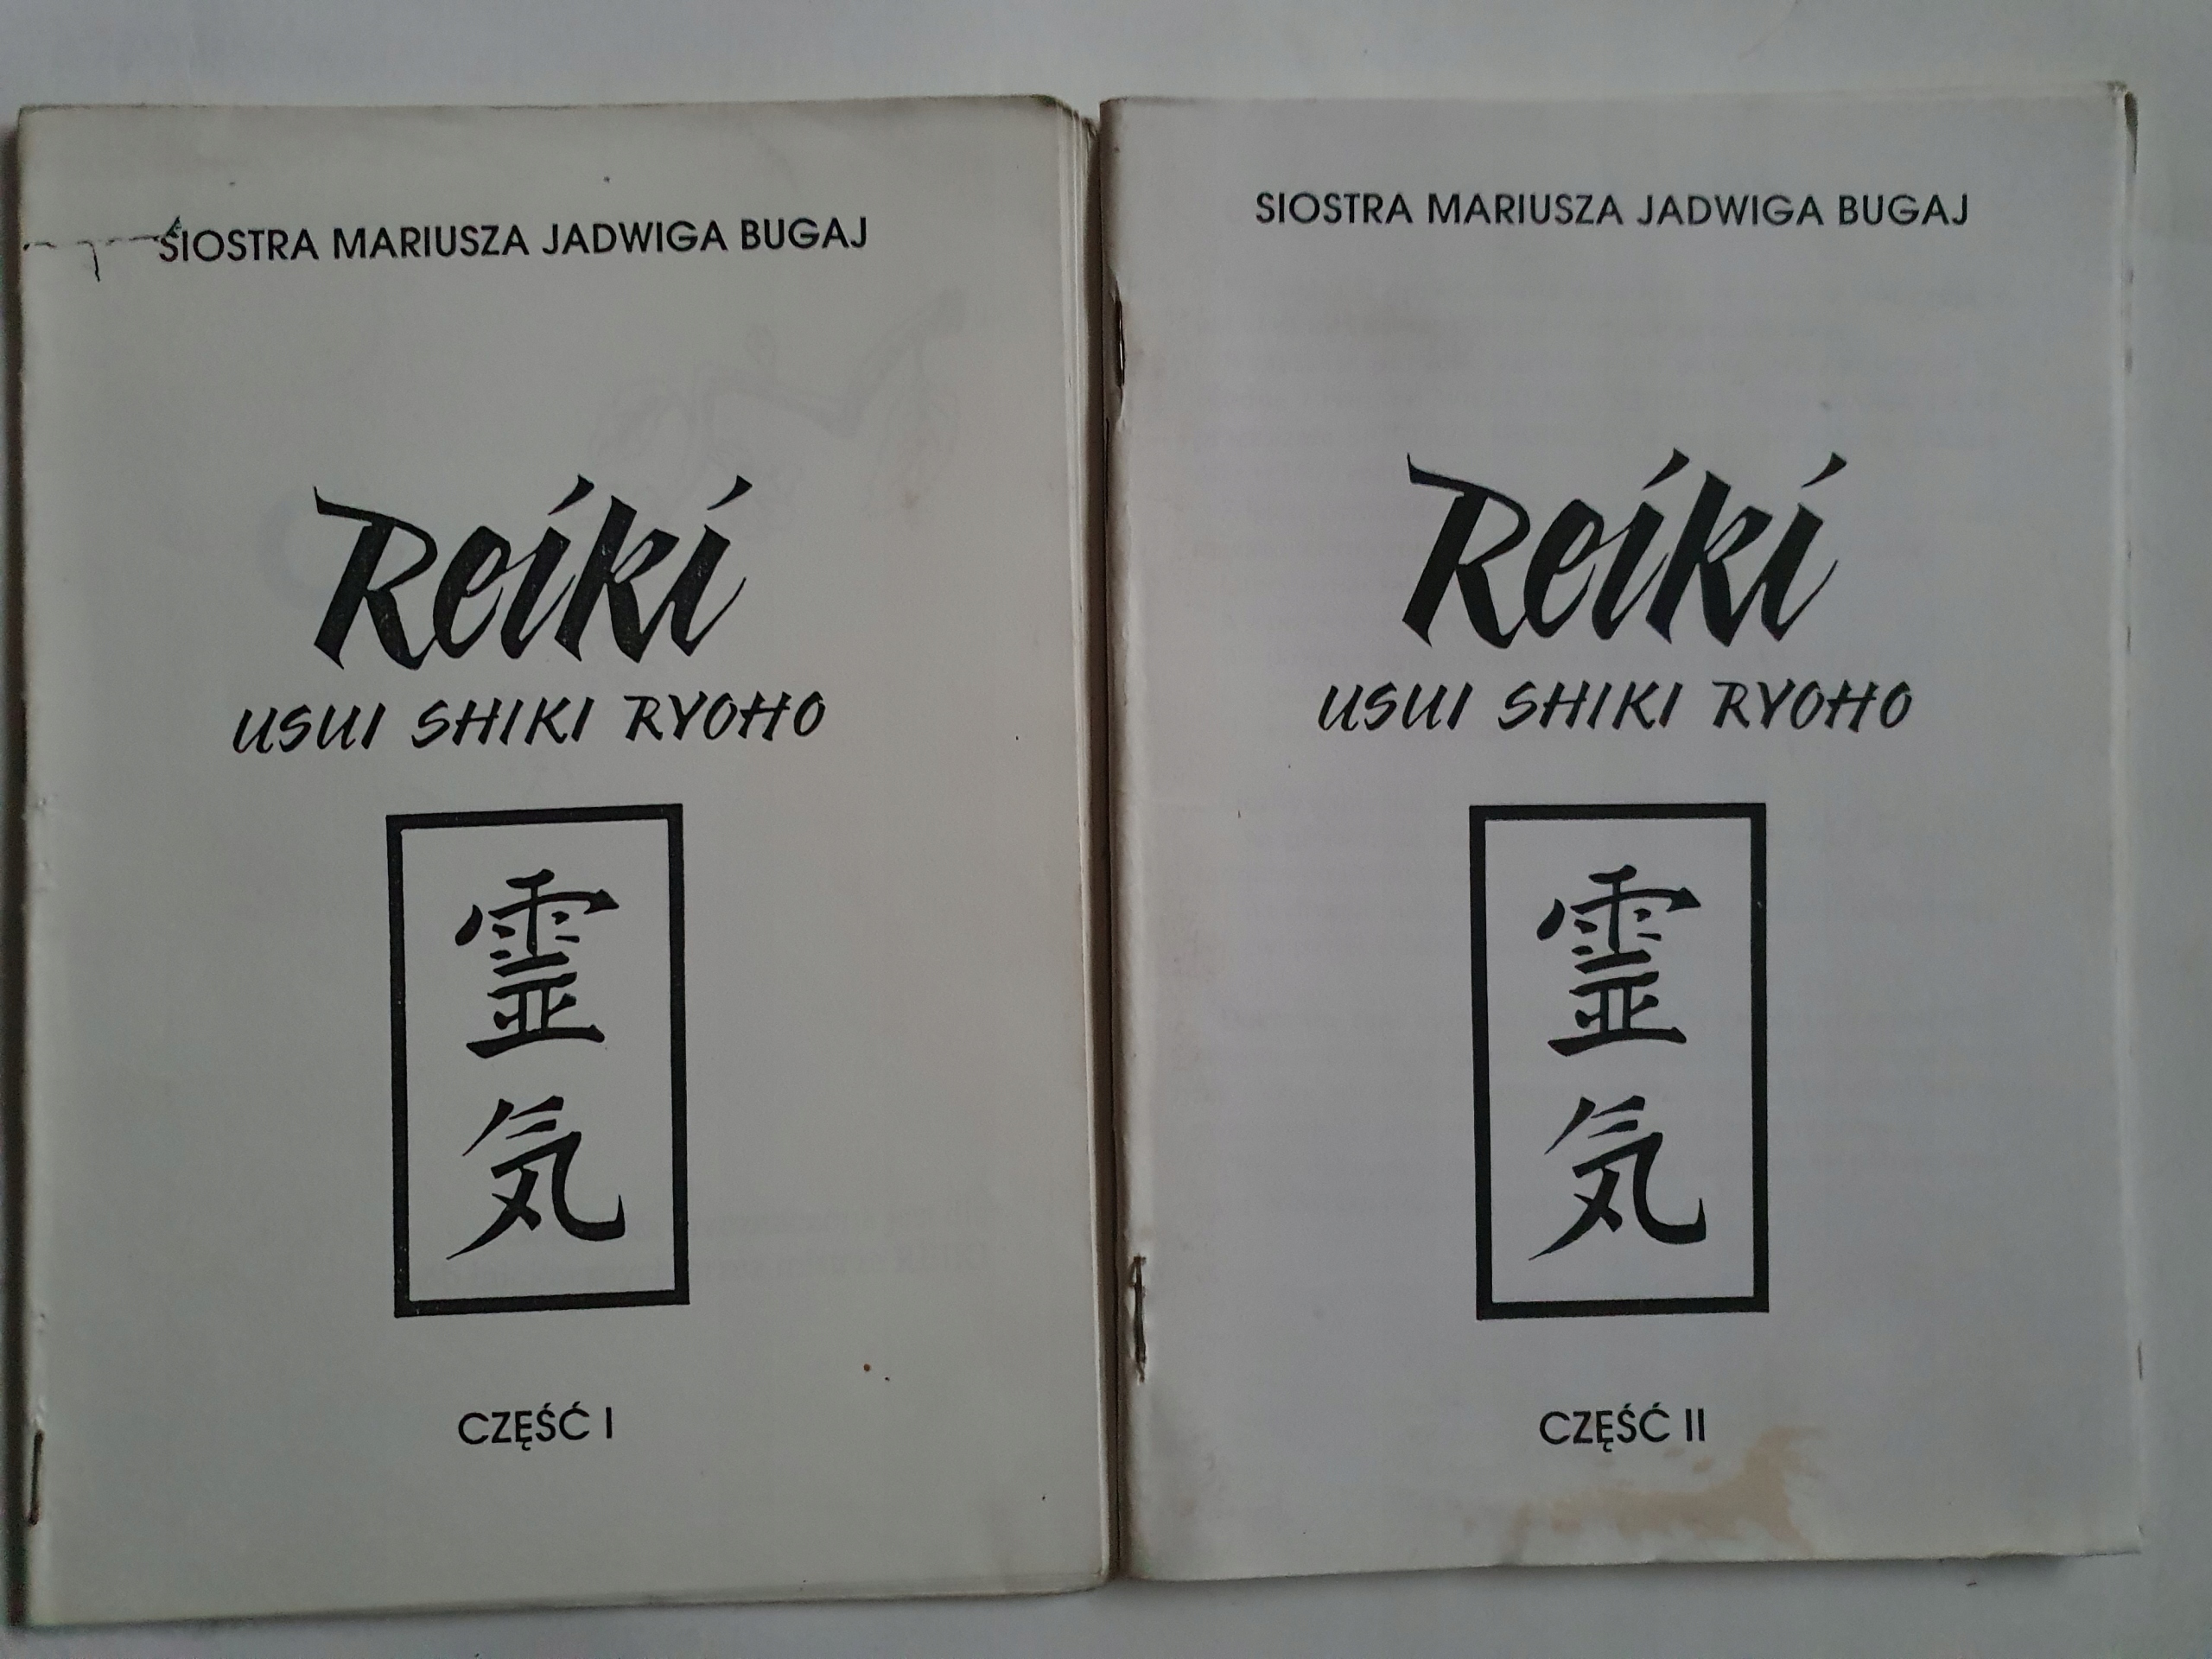 SIOSTRA MARIUSZA JADWIGA BUGAJ
Reiki
USUI SHIKI RYOHO
霊
気
CZĘŚĆ I
SIOSTRA MARIUSZA JADWIGA BUGAJ
Reiki
USUI SHIKI RYOHO
霊
気
CZĘŚĆ II